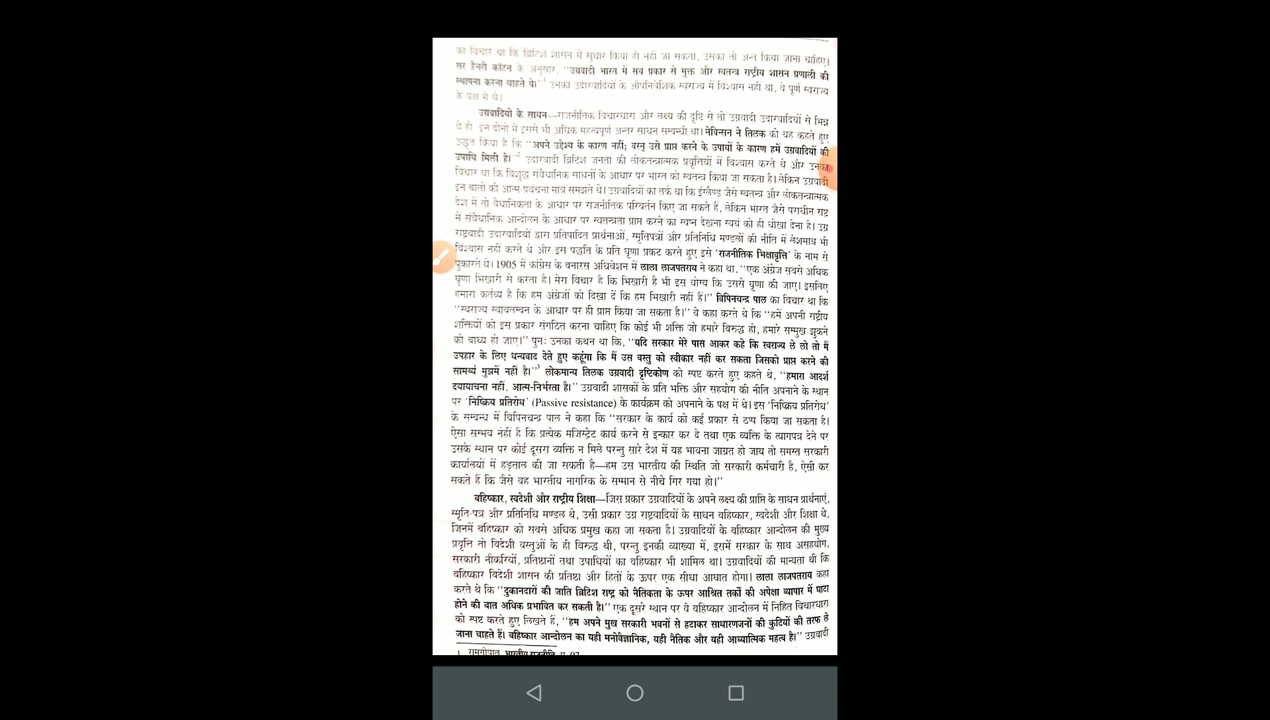 का विचार था कि ब्रिटिश शासन में सुधार किया ही नहीं जा सकता, उसका तो अन्त किया जाना चाहिए।
सर हैनरी कॉटन के अनुसार, ‘‘उग्रवादी भारत में सब प्रकार से मुक्त और स्वतन्त्र राष्ट्रीय शासन प्रणाली की
स्थापना करना चाहते थे।’’¹ उनका उदारवादियों के औपनिवेशिक स्वराज्य में विश्वास नहीं था, वे पूर्ण स्वराज्य
के पक्ष में थे।
उग्रवादियों के साधन—राजनीतिक विचारधारा और लक्ष्य की दृष्टि से तो उग्रवादी उदारवादियों से भिन्न
थे ही, इन दोनों में इससे भी अधिक महत्वपूर्ण अन्तर साधन सम्बन्धी था। नेविन्सन ने तिलक को यह कहते हुए
उद्धृत किया है कि ‘‘अपने उद्देश्य के कारण नहीं; वरन् उसे प्राप्त करने के उपायों के कारण हमें उग्रवादियों की
उपाधि मिली है।’’² उदारवादी ब्रिटिश जनता की लोकतन्त्रात्मक प्रवृत्तियों में विश्वास करते थे और उनका
विचार था कि विशुद्ध संवैधानिक साधनों के आधार पर भारत को स्वतन्त्र किया जा सकता है। लेकिन उग्रवादी
इन बातों को आत्म प्रवंचना मात्र समझते थे। उग्रवादियों का तर्क था कि इंग्लैण्ड जैसे स्वतन्त्र और लोकतन्त्रात्मक
देश में तो वैधानिकता के आधार पर राजनीतिक परिवर्तन किए जा सकते हैं, लेकिन भारत जैसे पराधीन राष्ट्र
में संवैधानिक आन्दोलन के आधार पर स्वतन्त्रता प्राप्त करने का स्वप्न देखना स्वयं को ही धोखा देना है। उग्र
राष्ट्रवादी उदारवादियों द्वारा प्रतिपादित प्रार्थनाओं, स्मृतिपत्रों और प्रतिनिधि मण्डलों की नीति में लेशमात्र भी
विश्वास नहीं करते थे और इस पद्धति के प्रति घृणा प्रकट करते हुए इसे ‘राजनीतिक भिक्षावृत्ति’ के नाम से
पुकारते थे। 1905 में कांग्रेस के बनारस अधिवेशन में लाला लाजपतराय ने कहा था, ‘‘एक अंग्रेज सबसे अधिक
घृणा भिखारी से करता है। मेरा विचार है कि भिखारी है भी इस योग्य कि उससे घृणा की जाए। इसलिए
हमारा कर्तव्य है कि हम अंग्रेजों को दिखा दें कि हम भिखारी नहीं हैं।’’ विपिनचन्द्र पाल का विचार था कि
‘‘स्वराज्य स्वावलम्बन के आधार पर ही प्राप्त किया जा सकता है।’’ वे कहा करते थे कि ‘‘हमें अपनी राष्ट्रीय
शक्तियों को इस प्रकार संगठित करना चाहिए कि कोई भी शक्ति जो हमारे विरुद्ध हो, हमारे सम्मुख झुकने
को बाध्य हो जाए।’’ पुनः उनका कथन था कि, ‘‘यदि सरकार मेरे पास आकर कहे कि स्वराज्य ले लो तो मैं
उपहार के लिए धन्यवाद देते हुए कहूंगा कि मैं उस वस्तु को स्वीकार नहीं कर सकता जिसको प्राप्त करने की
सामर्थ्य मुझमें नहीं है।’’³ लोकमान्य तिलक उग्रवादी दृष्टिकोण को स्पष्ट करते हुए कहते थे, ‘‘हमारा आदर्श
दयायाचना नहीं, आत्म-निर्भरता है।’’ उग्रवादी शासकों के प्रति भक्ति और सहयोग की नीति अपनाने के स्थान
पर ‘निष्क्रिय प्रतिरोध’ (Passive resistance) के कार्यक्रम को अपनाने के पक्ष में थे। इस ‘निष्क्रिय प्रतिरोध’
के सम्बन्ध में विपिनचन्द्र पाल ने कहा कि ‘‘सरकार के कार्य को कई प्रकार से ठप्प किया जा सकता है।
ऐसा सम्भव नहीं है कि प्रत्येक मजिस्ट्रेट कार्य करने से इन्कार कर दे तथा एक व्यक्ति के त्यागपत्र देने पर
उसके स्थान पर कोई दूसरा व्यक्ति न मिले परन्तु सारे देश में यह भावना जाग्रत हो जाय तो समस्त सरकारी
कार्यालयों में हड़ताल की जा सकती है—हम उस भारतीय की स्थिति जो सरकारी कर्मचारी है, ऐसी कर
सकते हैं कि जैसे वह भारतीय नागरिक के सम्मान से नीचे गिर गया हो।’’
बहिष्कार, स्वदेशी और राष्ट्रीय शिक्षा—जिस प्रकार उग्रवादियों के अपने लक्ष्य की प्राप्ति के साधन प्रार्थनाएं,
स्मृति-पत्र और प्रतिनिधि मण्डल थे, उसी प्रकार उग्र राष्ट्रवादियों के साधन बहिष्कार, स्वदेशी और शिक्षा थे,
जिनमें बहिष्कार को सबसे अधिक प्रमुख कहा जा सकता है। उग्रवादियों के बहिष्कार आन्दोलन की मुख्य
प्रवृत्ति तो विदेशी वस्तुओं के ही विरुद्ध थी, परन्तु इनकी व्याख्या में, इसमें सरकार के साथ असहयोग,
सरकारी नौकरियों, प्रतिष्ठानों तथा उपाधियों का बहिष्कार भी शामिल था। उग्रवादियों की मान्यता थी कि
बहिष्कार विदेशी शासन की प्रतिष्ठा और हितों के ऊपर एक सीधा आघात होगा। लाला लाजपतराय कहा
करते थे कि ‘‘दुकानदारों की जाति ब्रिटिश राष्ट्र को नैतिकता के ऊपर आश्रित तर्कों की अपेक्षा व्यापार में घाटा
होने की बात अधिक प्रभावित कर सकती है।’’ एक दूसरे स्थान पर वे बहिष्कार आन्दोलन में निहित विचारधारा
को स्पष्ट करते हुए लिखते हैं, ‘‘हम अपने मुख सरकारी भवनों से हटाकर साधारणजनों की कुटियों की तरफ ले
जाना चाहते हैं। बहिष्कार आन्दोलन का यही मनोवैज्ञानिक, यही नैतिक और यही आध्यात्मिक महत्व है।’’ उग्रवादी
1. रामगोपाल, भारतीय राजनीति, पृ. 97